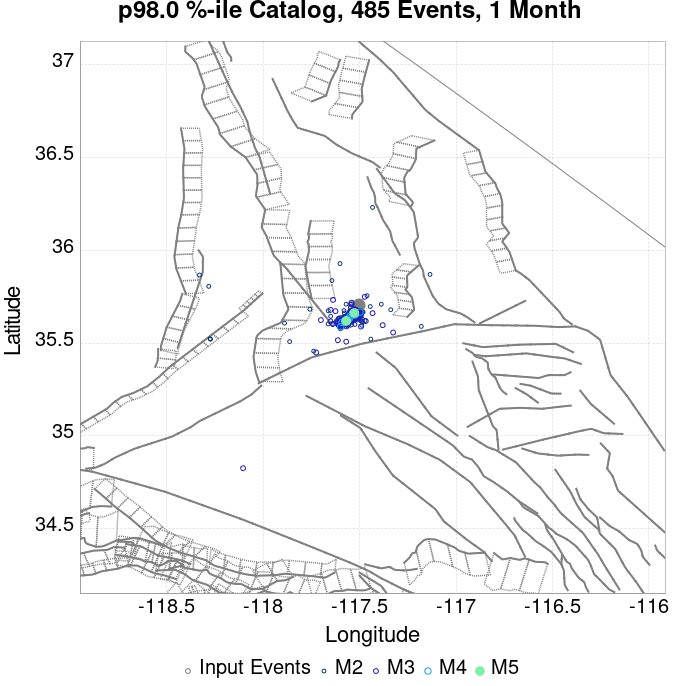 p98.0 %-ile Catalog, 485 Events, 1 Month
37
36.5
36
35.5
35
34.5
Latitude
-118.5 -118 -117.5 -117 -116.5 -116
Longitude
Input Events M2 M3 M4 M5